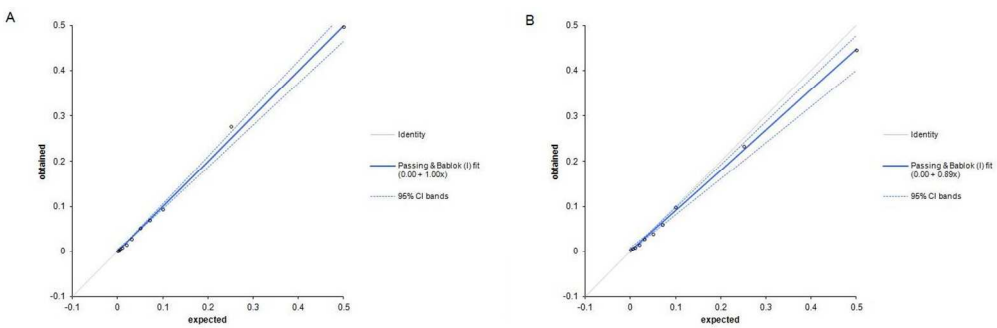 A
0.5
0.4
0.3
0.2
0.1
0
-0.1
obtained
-0.1 0 0.1 0.2 0.3 0.4 0.5
expected
Identity
Passing & Bablok (I) fit
(0.00 + 1.00x)
95% CI bands
B
0.5
0.4
0.3
0.2
0.1
0
-0.1
obtained
-0.1 0 0.1 0.2 0.3 0.4 0.5
expected
Identity
Passing & Bablok (I) fit
(0.00 + 0.89x)
95% CI bands